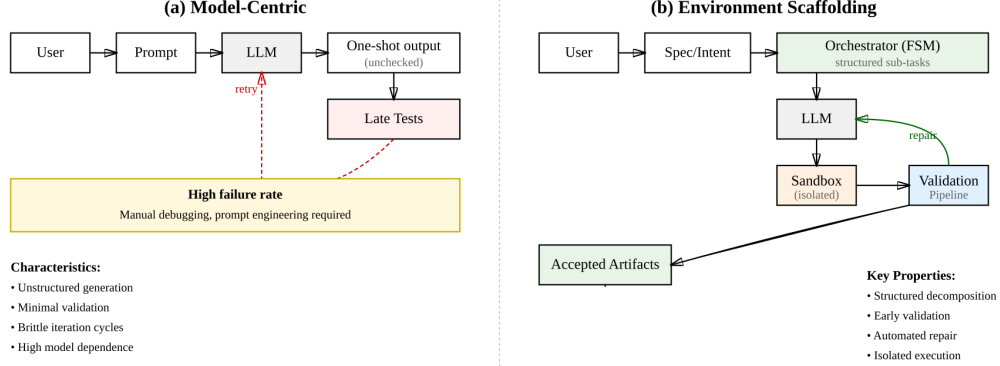 (a) Model-Centric
User
Prompt
LLM
One-shot output
(unchecked)
retry
Late Tests
High failure rate
Manual debugging, prompt engineering required
Characteristics:
• Unstructured generation
• Minimal validation
• Brittle iteration cycles
• High model dependence
(b) Environment Scaffolding
User
Spec/Intent
Orchestrator (FSM)
structured sub-tasks
LLM
repair
Sandbox
(isolated)
Validation
Pipeline
Accepted Artifacts
Key Properties:
• Structured decomposition
• Early validation
• Automated repair
• Isolated execution